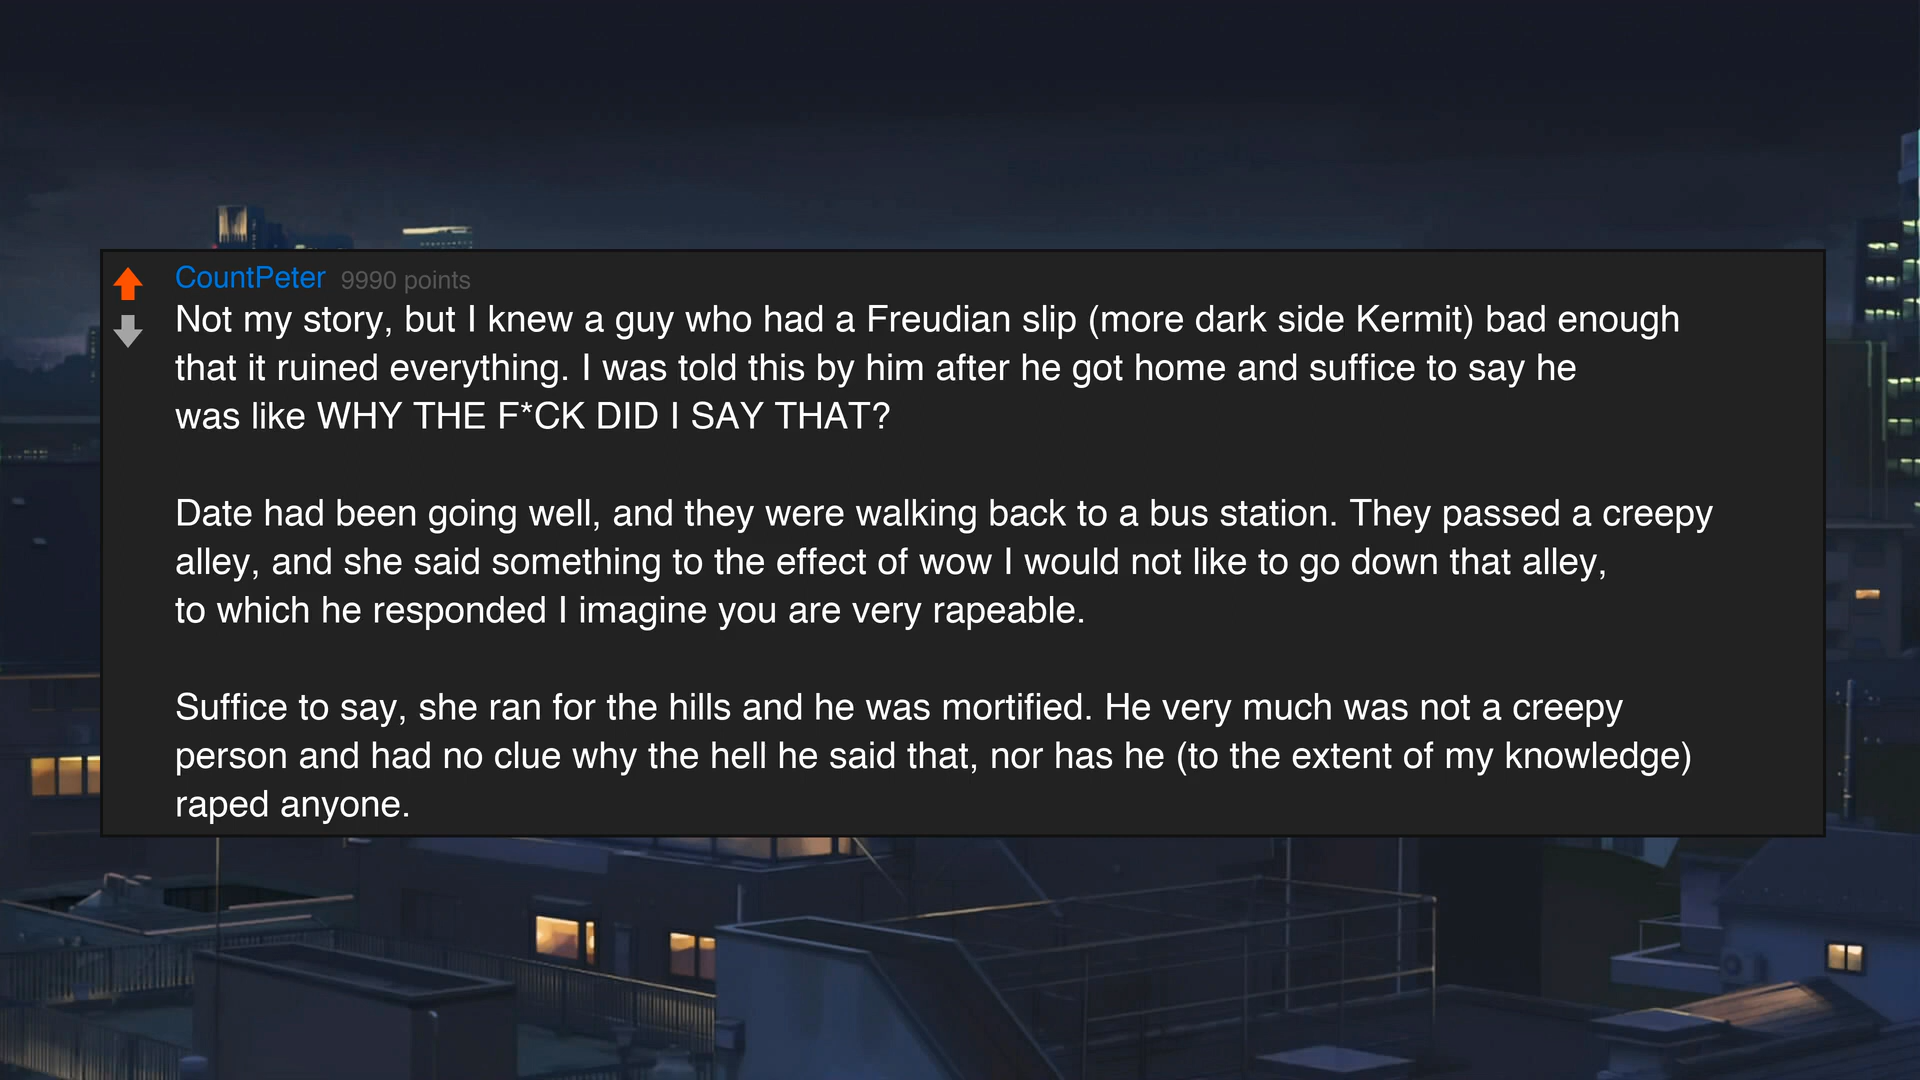 CountPeter 9990 points
Not my story, but I knew a guy who had a Freudian slip (more dark side Kermit) bad enough
that it ruined everything. I was told this by him after he got home and suffice to say he
was like WHY THE F*CK DID I SAY THAT?
Date had been going well, and they were walking back to a bus station. They passed a creepy
alley, and she said something to the effect of wow I would not like to go down that alley,
to which he responded I imagine you are very rapeable.
Suffice to say, she ran for the hills and he was mortified. He very much was not a creepy
person and had no clue why the hell he said that, nor has he (to the extent of my knowledge)
raped anyone.